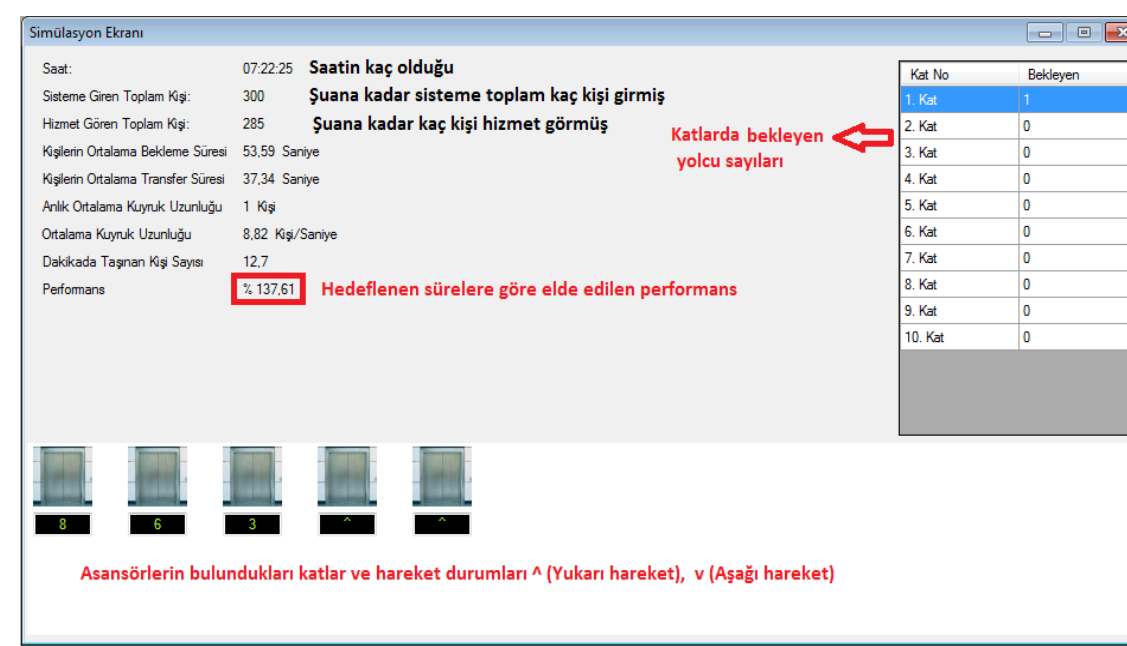 Simülasyon Ekranı
Saat: 07:22:25 Saatin kaç olduğu
Sisteme Giren Toplam Kişi: 300 Şuana kadar sisteme toplam kaç kişi girmiş
Hizmet Gören Toplam Kişi: 285 Şuana kadar kaç kişi hizmet görmüş
Kişilerin Ortalama Bekleme Süresi 53,59 Saniye
Kişilerin Ortalama Transfer Süresi 37,34 Saniye
Anlık Ortalama Kuyruk Uzunluğu 1 Kişi
Ortalama Kuyruk Uzunluğu 8,82 Kişi/Saniye
Dakikada Taşınan Kişi Sayısı 12,7
Performans % 137,61 Hedeflenen sürelere göre elde edilen performans
Katlarda bekleyen
yolcu sayıları
Kat No Bekleyen
1. Kat 1
2. Kat 0
3. Kat 0
4. Kat 0
5. Kat 0
6. Kat 0
7. Kat 0
8. Kat 0
9. Kat 0
10. Kat 0
8 6 3 ^ ^
Asansörlerin bulundukları katlar ve hareket durumları ^ (Yukarı hareket), v (Aşağı hareket)